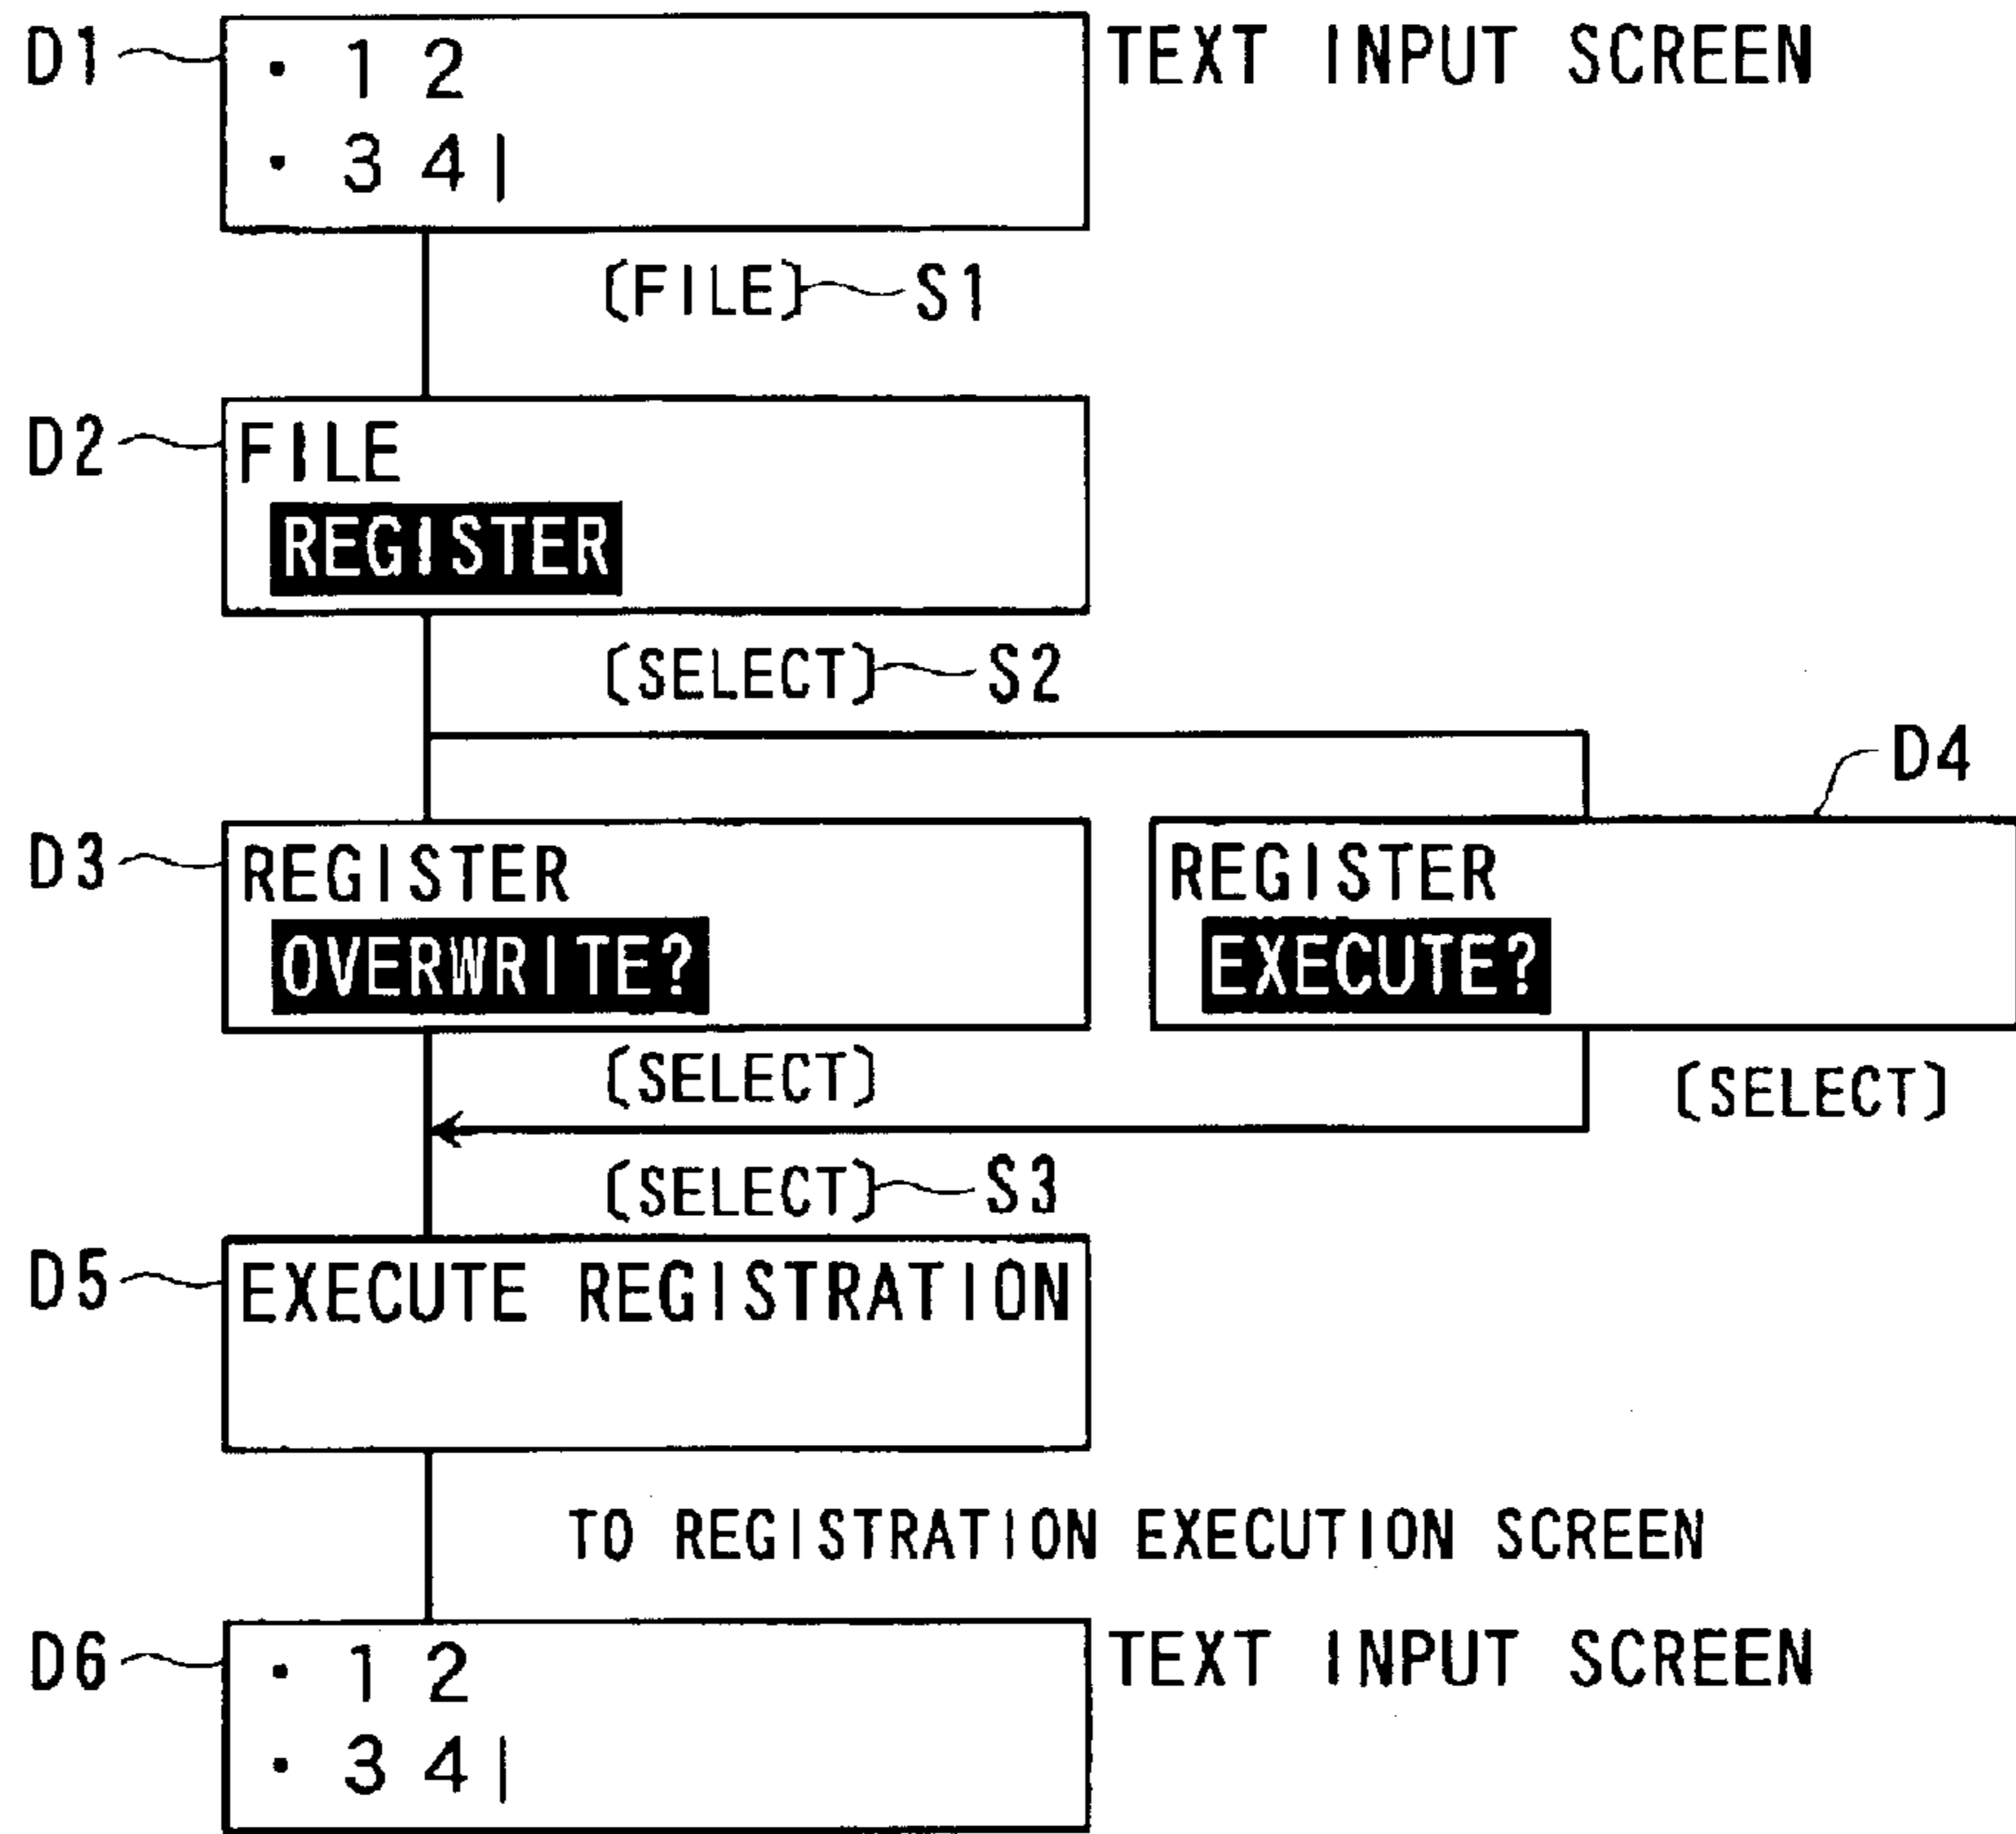 D1
• 1 2
• 3 4|
TEXT INPUT SCREEN
[FILE] S1
D2
FILE
REGISTER
[SELECT] S2
D3
REGISTER
OVERWRITE?
D4
REGISTER
EXECUTE?
[SELECT]
[SELECT]
[SELECT] S3
D5
EXECUTE REGISTRATION
TO REGISTRATION EXECUTION SCREEN
D6
• 1 2
• 3 4|
TEXT INPUT SCREEN